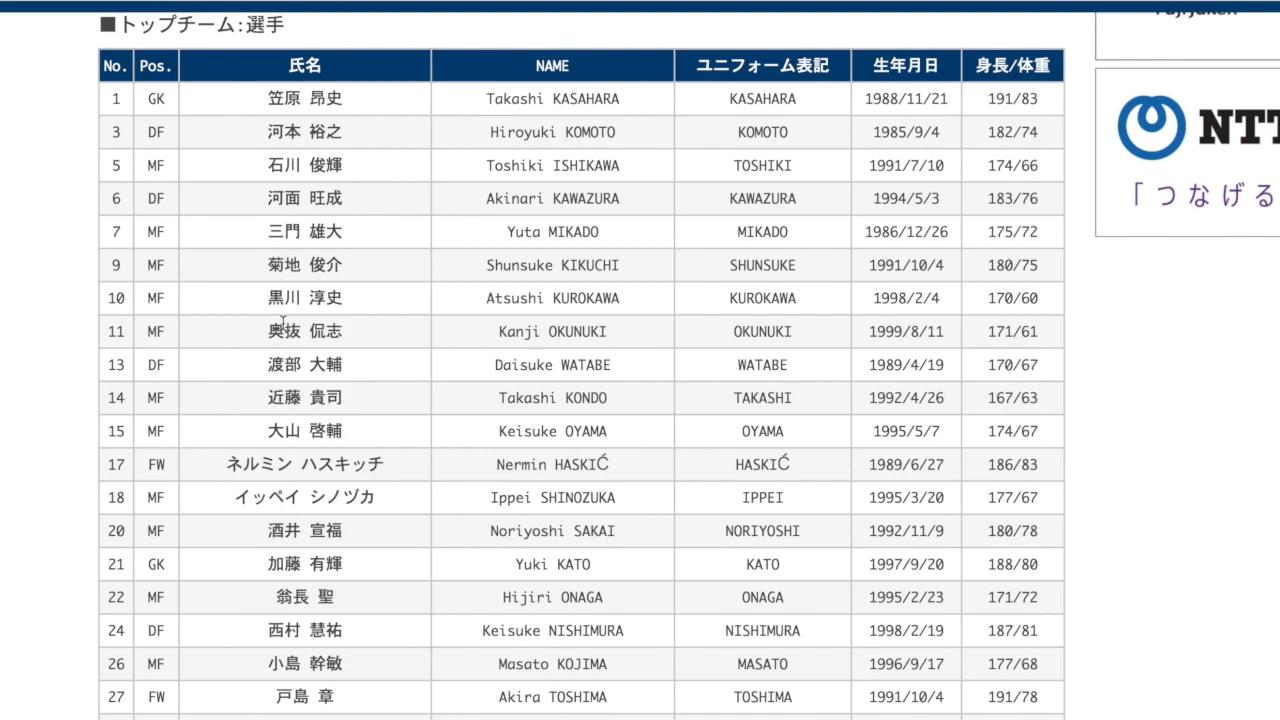 ■トップチーム:選手
No. Pos. 氏名 NAME ユニフォーム表記 生年月日 身長/体重
1 GK 笠原 昂史 Takashi KASAHARA KASAHARA 1988/11/21 191/83
3 DF 河本 裕之 Hiroyuki KOMOTO KOMOTO 1985/9/4 182/74
5 MF 石川 俊輝 Toshiki ISHIKAWA TOSHIKI 1991/7/10 174/66
6 DF 河面 旺成 Akinari KAWAZURA KAWAZURA 1994/5/3 183/76
7 MF 三門 雄大 Yuta MIKADO MIKADO 1986/12/26 175/72
9 MF 菊地 俊介 Shunsuke KIKUCHI SHUNSUKE 1991/10/4 180/75
10 MF 黒川 淳史 Atsushi KUROKAWA KUROKAWA 1998/2/4 170/60
11 MF 奥抜 侃志 Kanji OKUNUKI OKUNUKI 1999/8/11 171/61
13 DF 渡部 大輔 Daisuke WATABE WATABE 1989/4/19 170/67
14 MF 近藤 貴司 Takashi KONDO TAKASHI 1992/4/26 167/63
15 MF 大山 啓輔 Keisuke OYAMA OYAMA 1995/5/7 174/67
17 FW ネルミン ハスキッチ Nermin HASKIĆ HASKIĆ 1989/6/27 186/83
18 MF イッペイ シノヅカ Ippei SHINOZUKA IPPEI 1995/3/20 177/67
20 MF 酒井 宣福 Noriyoshi SAKAI NORIYOSHI 1992/11/9 180/78
21 GK 加藤 有輝 Yuki KATO KATO 1997/9/20 188/80
22 MF 翁長 聖 Hijiri ONAGA ONAGA 1995/2/23 171/72
24 DF 西村 慧祐 Keisuke NISHIMURA NISHIMURA 1998/2/19 187/81
26 MF 小島 幹敏 Masato KOJIMA MASATO 1996/9/17 177/68
27 FW 戸島 章 Akira TOSHIMA TOSHIMA 1991/10/4 191/78
NTT
「つなげる